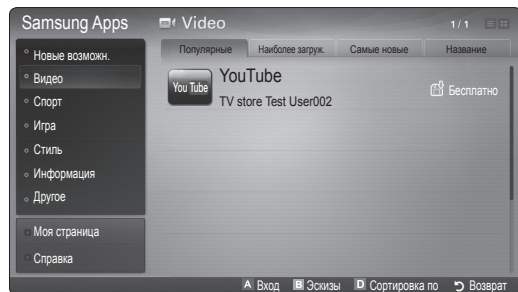 Samsung Apps
Video
1/1
Новые возможн.
Видео
Спорт
Игра
Стиль
Информация
Другое
Моя страница
Справка
Популярные
Наиболее загруж.
Самые новые
Название
You Tube
YouTube
TV store Test User002
Бесплатно
A Вход
B Эскизы
D Сортировка по
Возврат